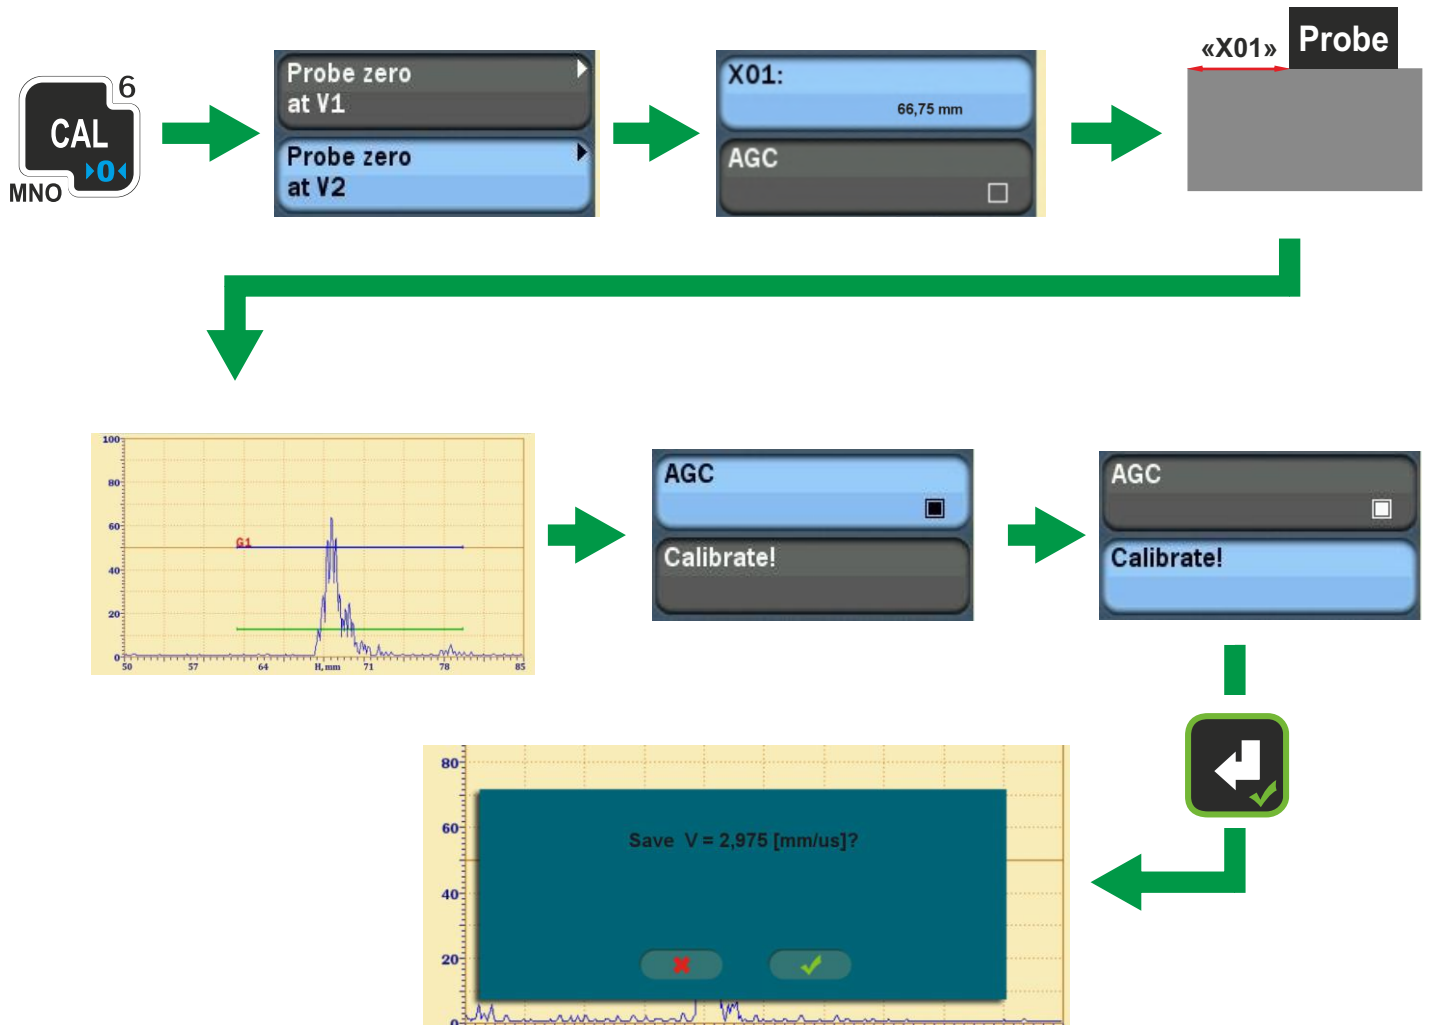 6
CAL
0
MNO
Probe zero
at V1
Probe zero
at V2
X01:
66,75 mm
AGC
«X01»
Probe
100
80
60
40
20
0
G1
50 57 64 H, mm 71 78 85
AGC
Calibrate!
AGC
Calibrate!
80
60
40
20
0
Save V = 2,975 [mm/us]?